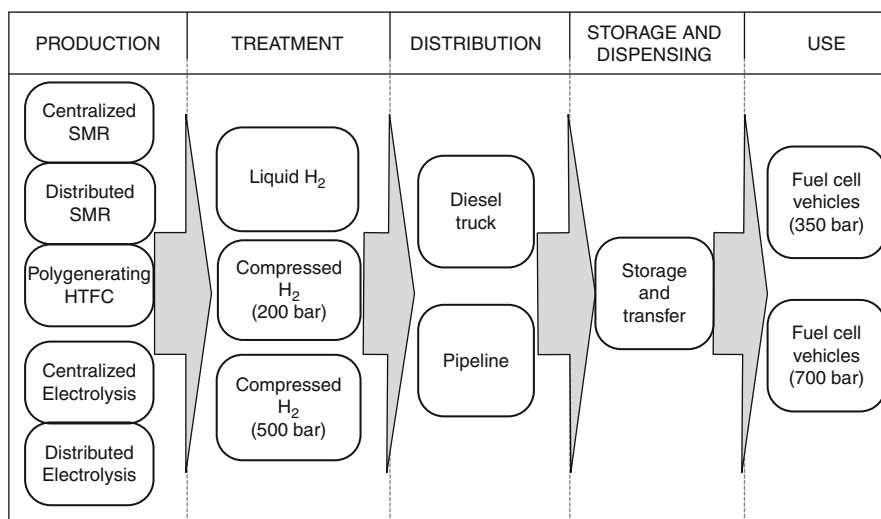 PRODUCTION
TREATMENT
DISTRIBUTION
STORAGE AND
DISPENSING
USE
Centralized
SMR
Distributed
SMR
Polygenerating
HTFC
Centralized
Electrolysis
Distributed
Electrolysis
Liquid H₂
Compressed
H₂
(200 bar)
Compressed
H₂
(500 bar)
Diesel
truck
Pipeline
Storage
and
transfer
Fuel cell
vehicles
(350 bar)
Fuel cell
vehicles
(700 bar)